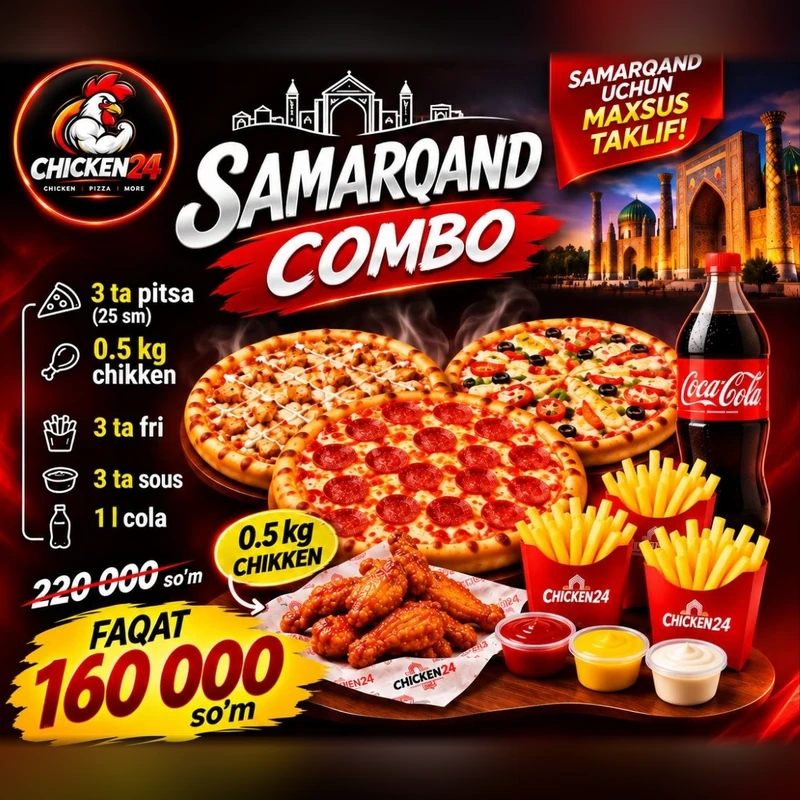 CHICKEN24
CHICKEN | PIZZA | MORE
SAMARQAND
COMBO
SAMARQAND
UCHUN
MAXSUS
TAKLIF!
3 ta pitsa
(25 sm)
0.5 kg
chikken
3 ta fri
3 ta sous
1 l cola
220 000 so'm
FAQAT
160 000
so'm
0.5 kg
CHIKKEN
Coca-Cola
CHICKEN24
CHICKEN24
CHICKEN24